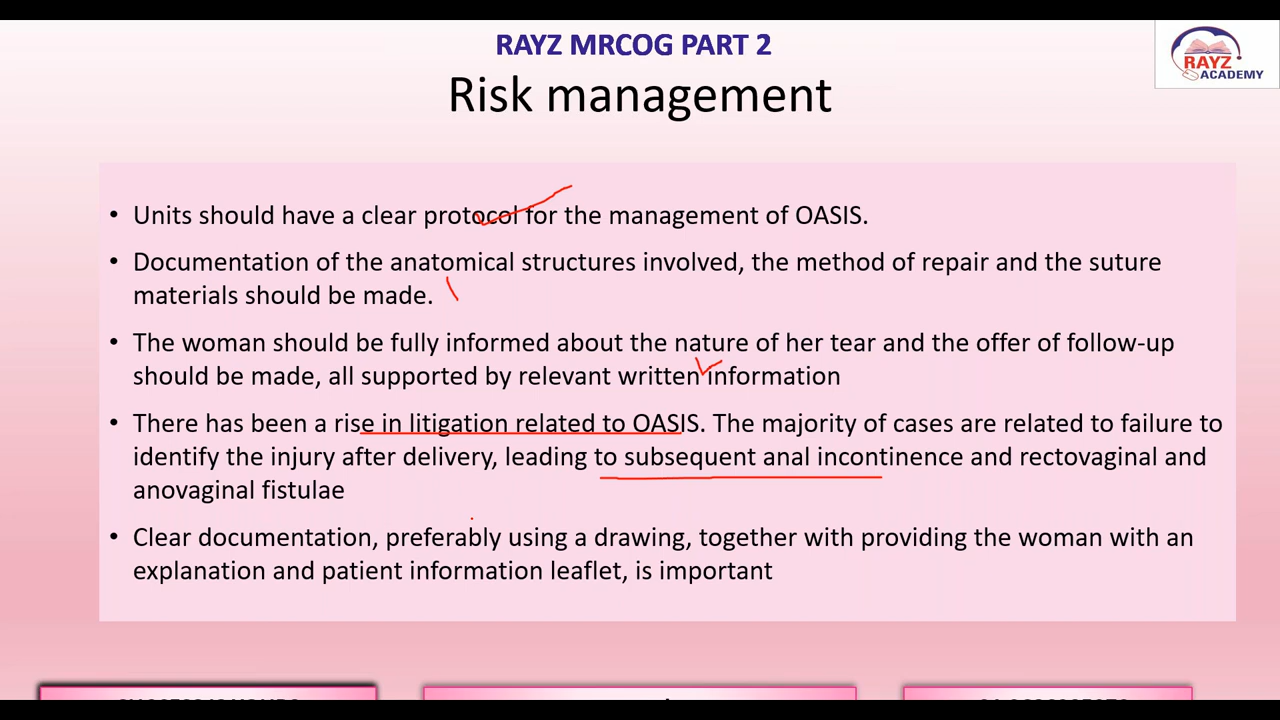 RAYZ MRCOG PART 2
RAYZ
ACADEMY
Risk management
• Units should have a clear protocol for the management of OASIS.
• Documentation of the anatomical structures involved, the method of repair and the suture
materials should be made.
• The woman should be fully informed about the nature of her tear and the offer of follow-up
should be made, all supported by relevant written information
• There has been a rise in litigation related to OASIS. The majority of cases are related to failure to
identify the injury after delivery, leading to subsequent anal incontinence and rectovaginal and
anovaginal fistulae
• Clear documentation, preferably using a drawing, together with providing the woman with an
explanation and patient information leaflet, is important